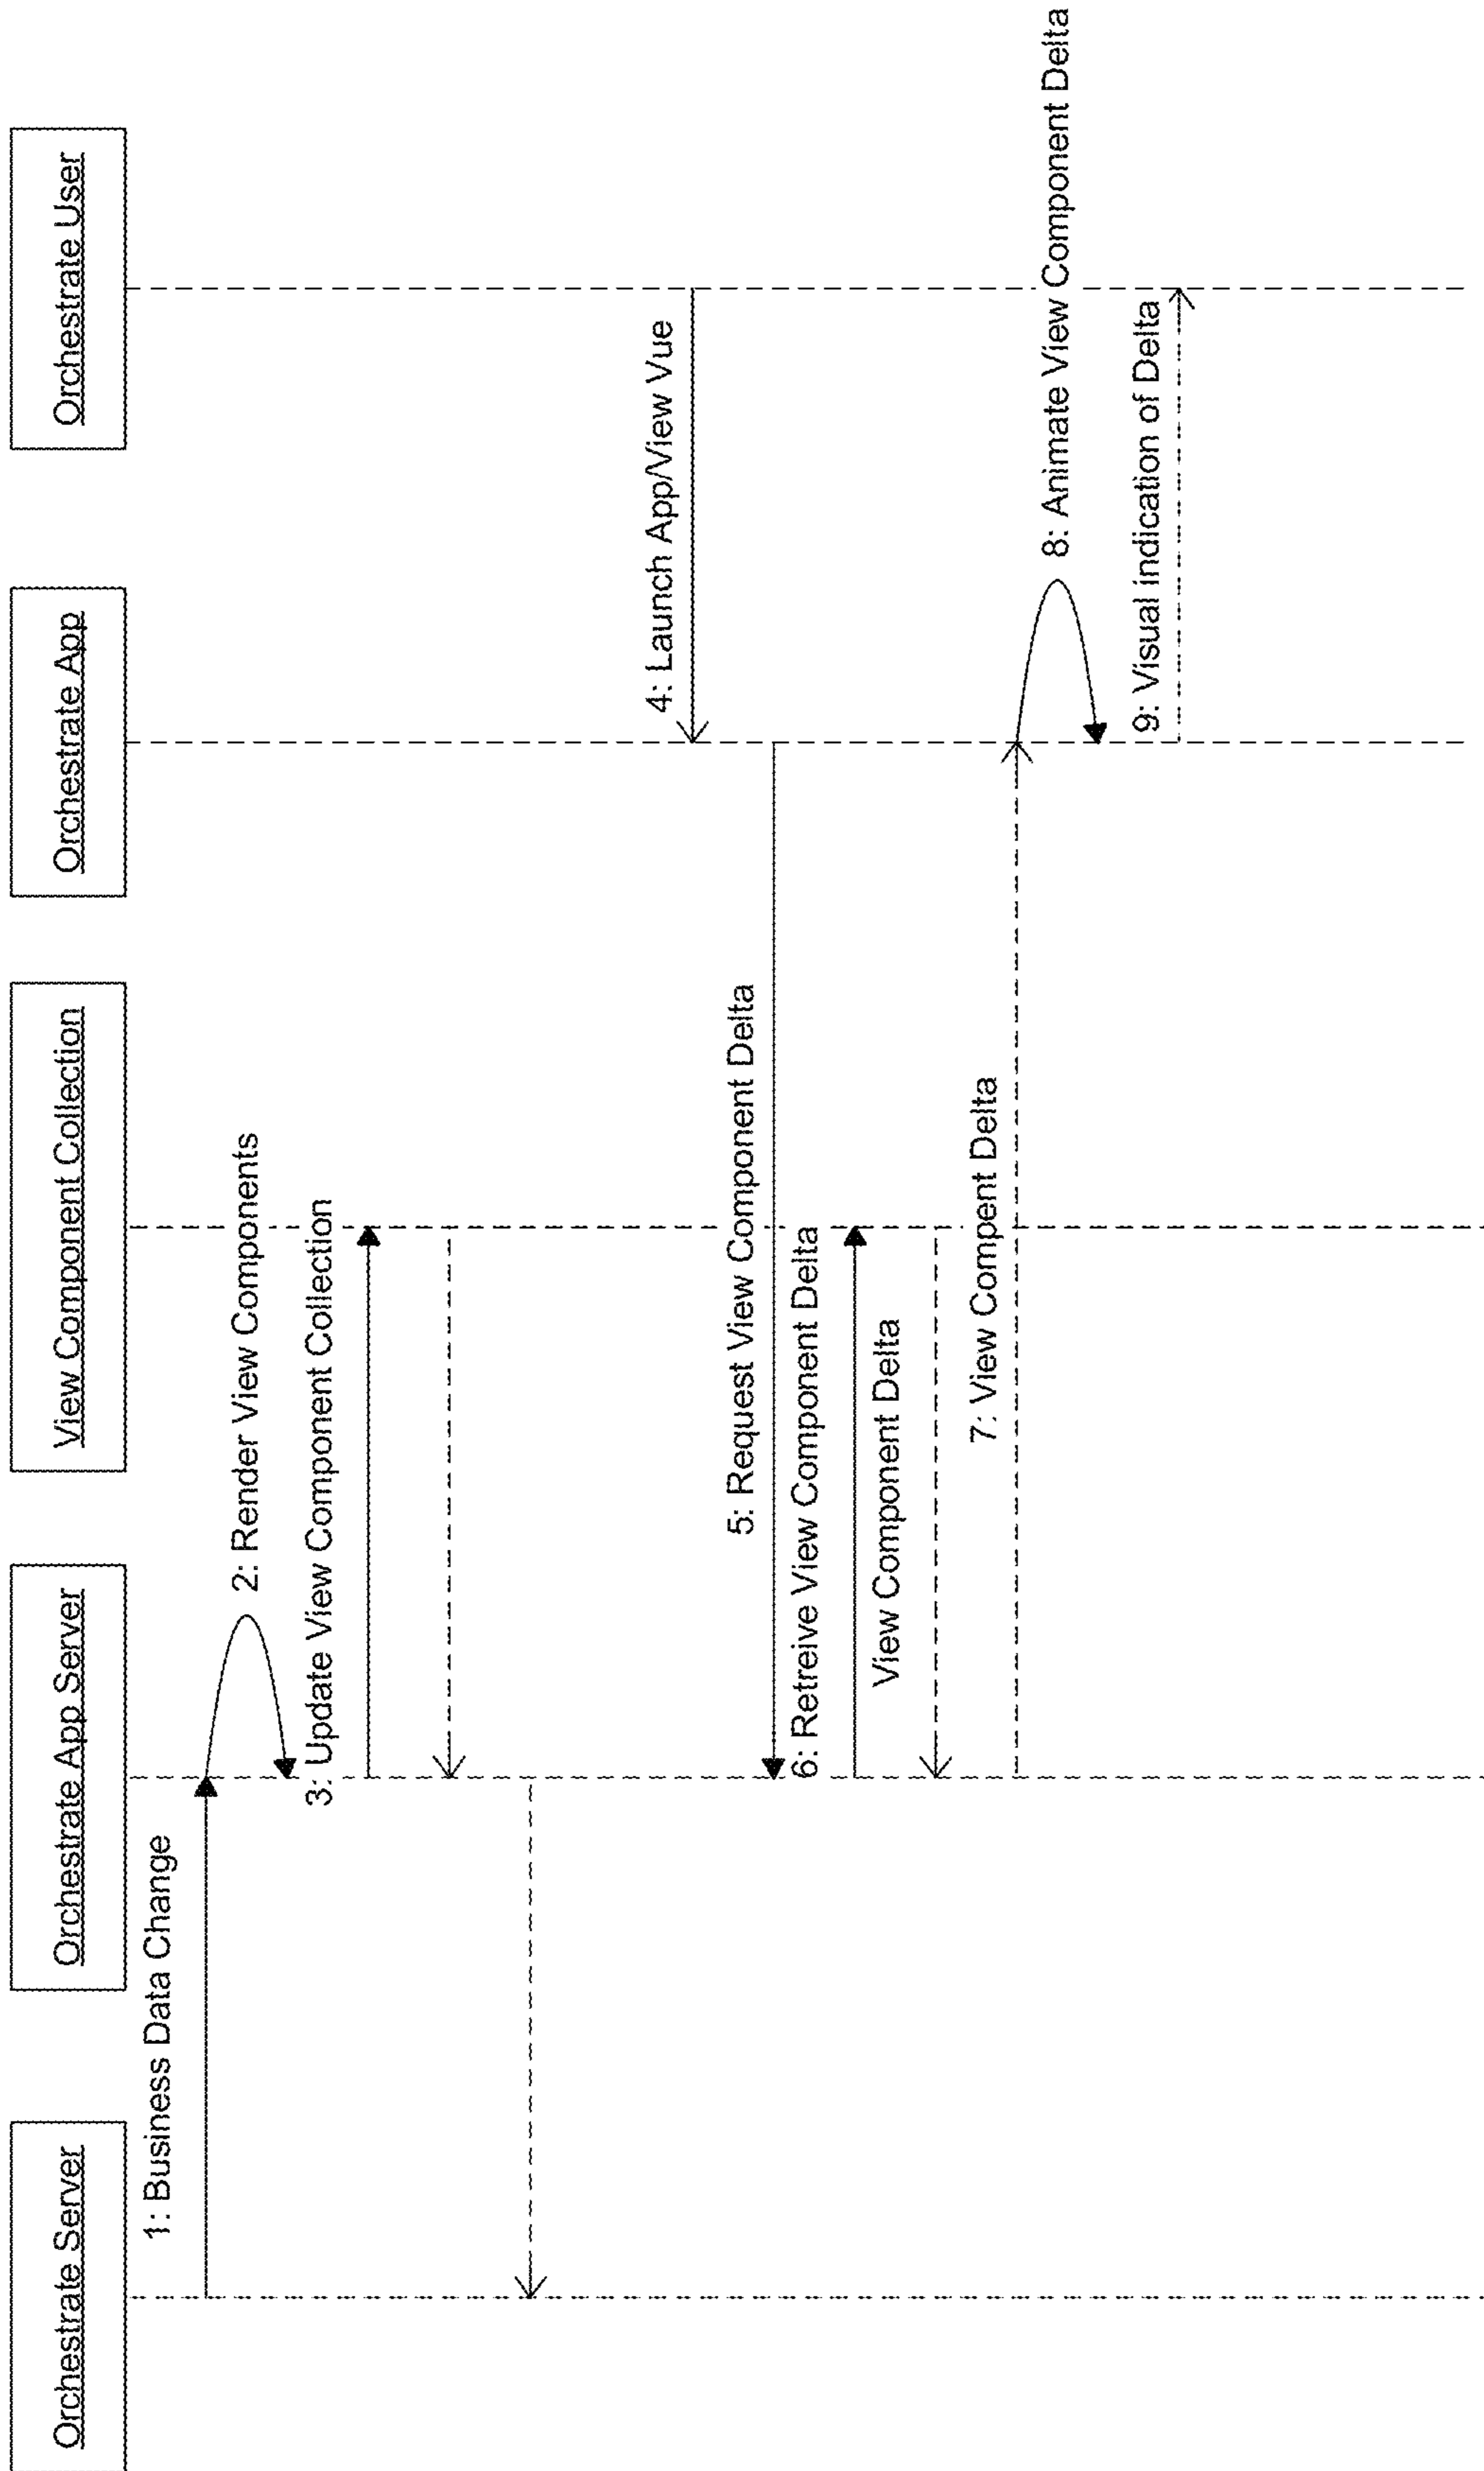 Orchestrate Server
Orchestrate App Server
View Component Collection
Orchestrate App
Orchestrate User
1: Business Data Change
2: Render View Components
3: Update View Component Collection
4: Launch App/View Vue
5: Request View Component Delta
6: Retreive View Component Delta
View Component Delta
7: View Compent Delta
8: Animate View Component Delta
9: Visual indication of Delta